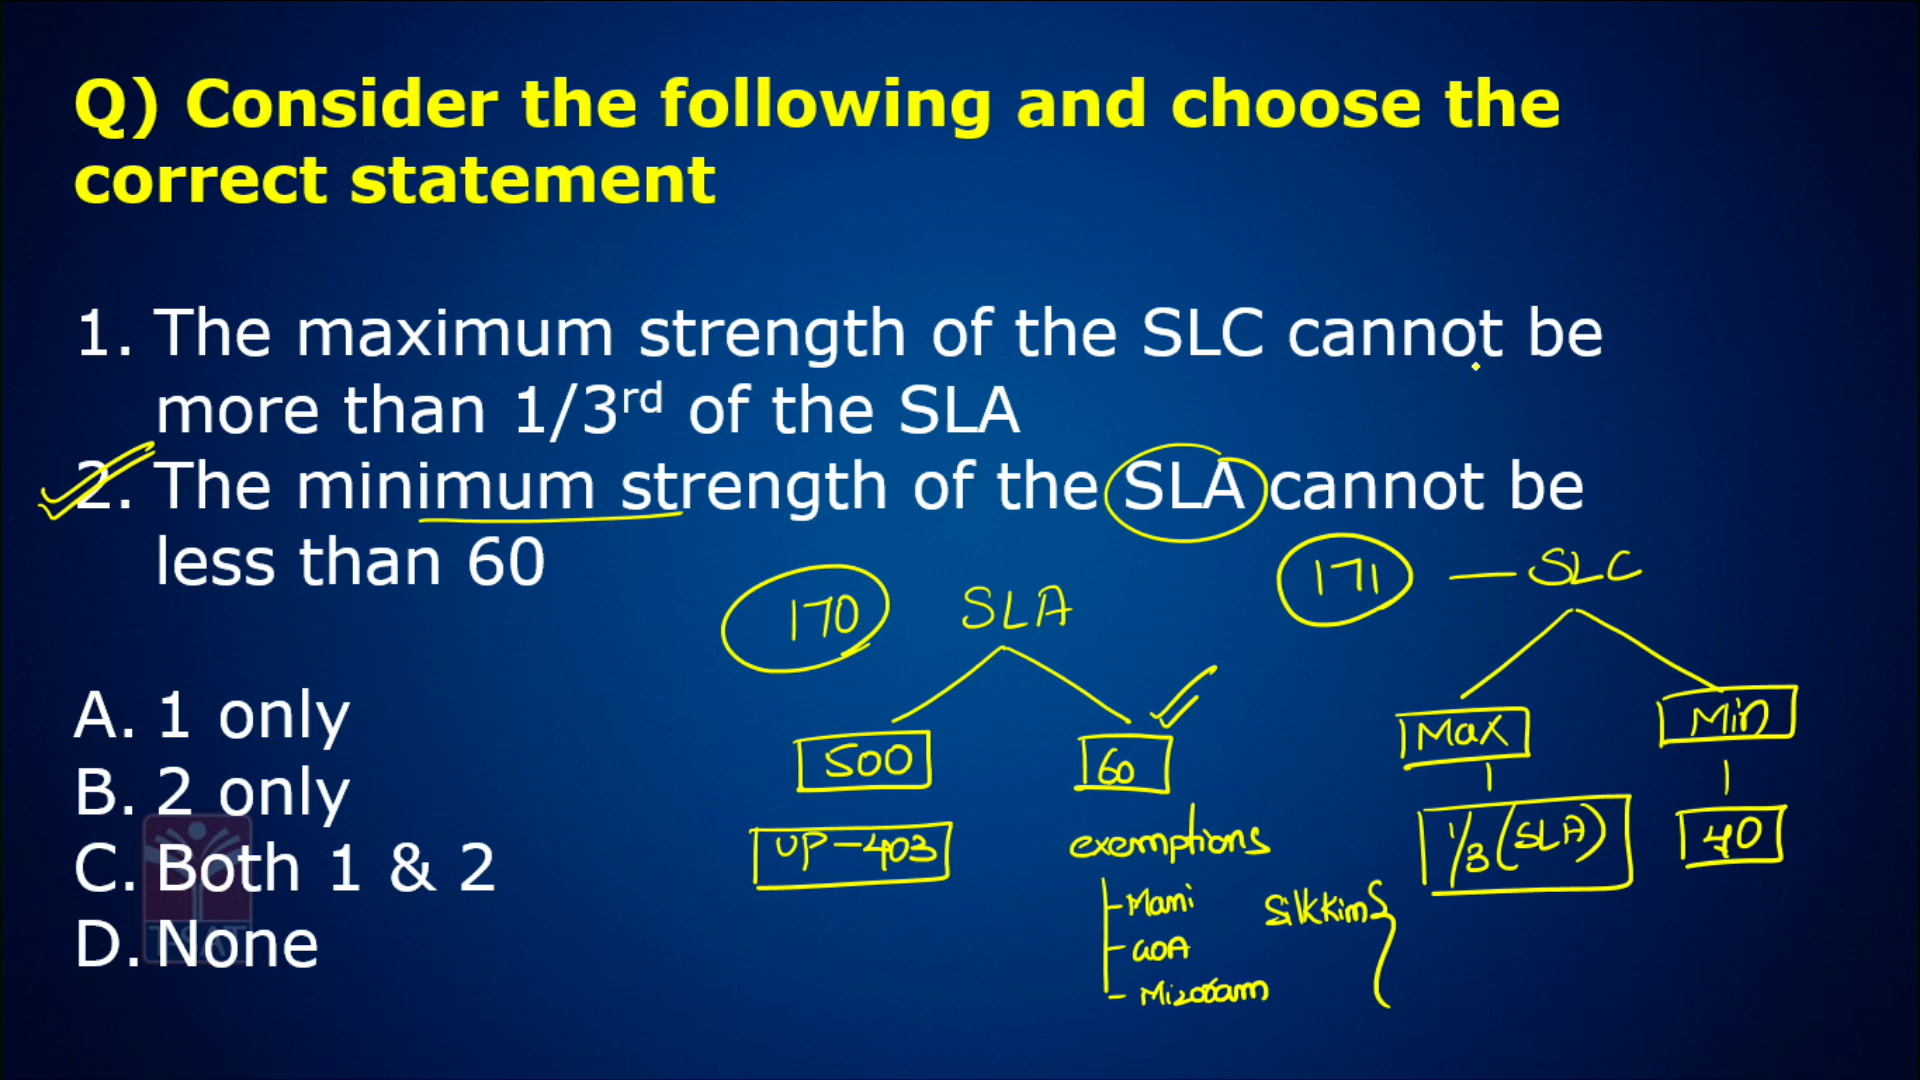 Q) Consider the following and choose the
correct statement
1. The maximum strength of the SLC cannot be
more than 1/3rd of the SLA
2. The minimum strength of the SLA cannot be
less than 60
170 SLA
171 — SLC
500
60
Max
Min
UP-403
exemptions
1/3 (SLA)
40
Mani
Sikkim
GOA
Mizoram
A. 1 only
B. 2 only
C. Both 1 & 2
D. None
T-SAT